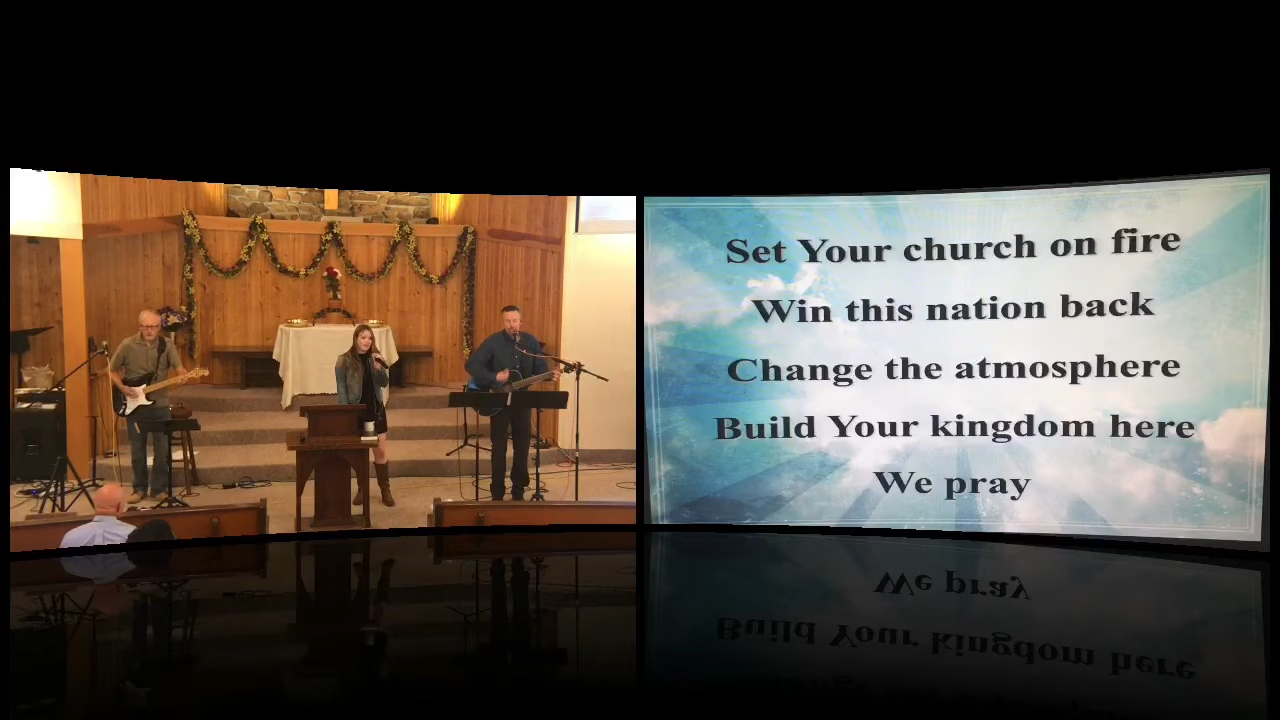 Set Your church on fire
Win this nation back
Change the atmosphere
Build Your kingdom here
We pray